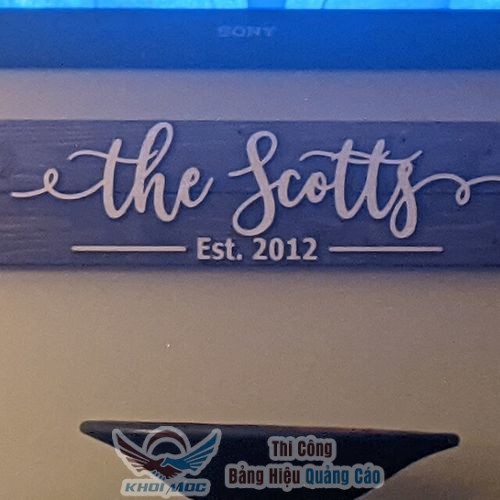 SONY
the Scotts
Est. 2012
KHOI MOC
Thi Công
Bảng Hiệu Quảng Cáo